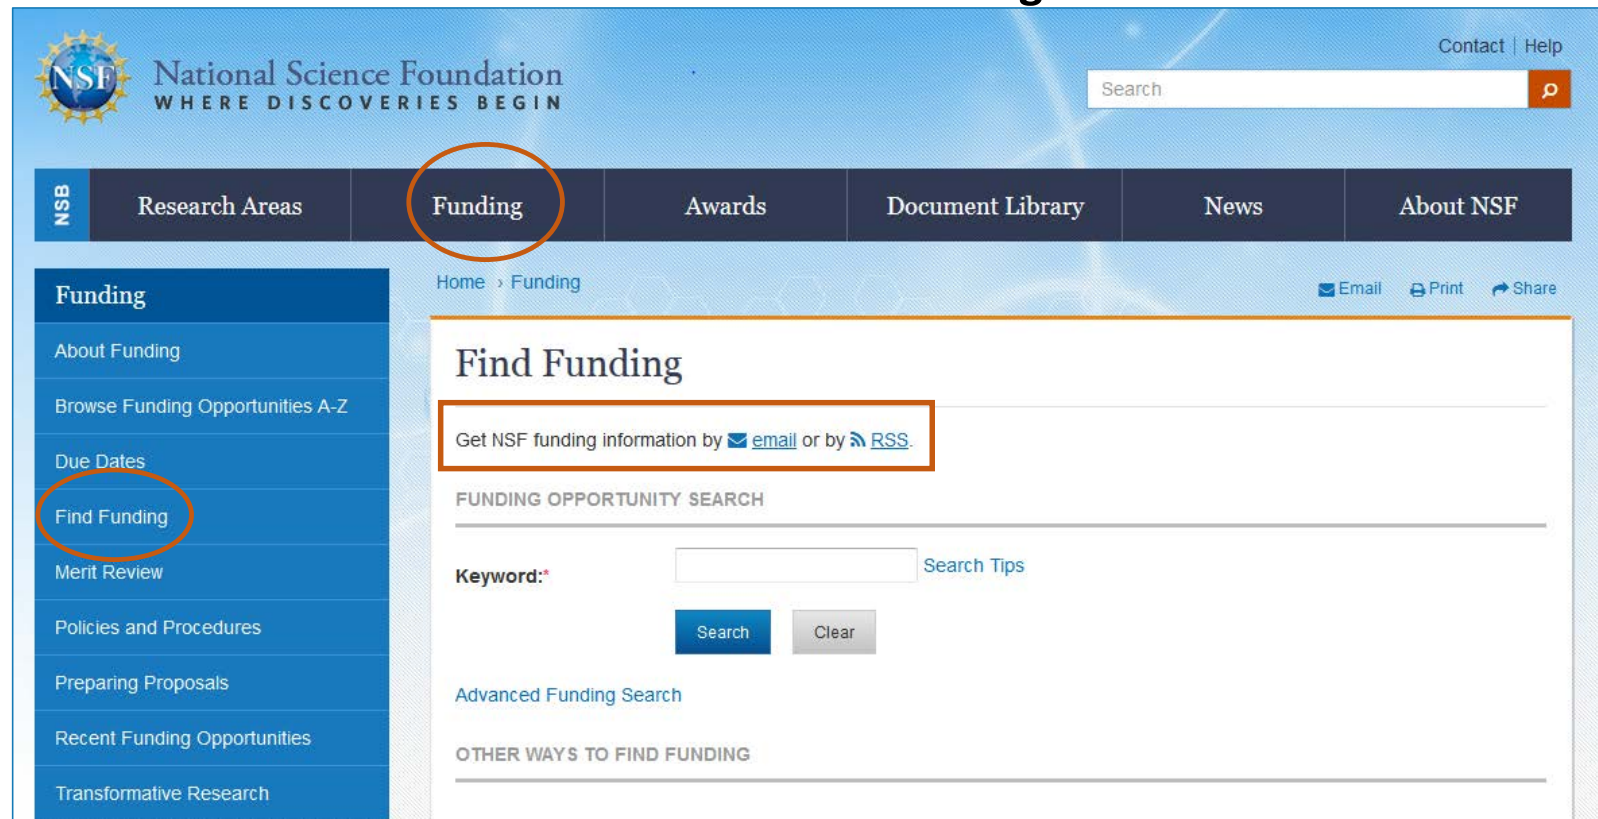 Contact | Help
NSF
National Science Foundation
WHERE DISCOVERIES BEGIN
Search
NSB
Research Areas
Funding
Awards
Document Library
News
About NSF
Funding
About Funding
Browse Funding Opportunities A-Z
Due Dates
Find Funding
Merit Review
Policies and Procedures
Preparing Proposals
Recent Funding Opportunities
Transformative Research
Home › Funding
Email Print Share
Find Funding
Get NSF funding information by email or by RSS.
FUNDING OPPORTUNITY SEARCH
Keyword:*
Search Tips
Search
Clear
Advanced Funding Search
OTHER WAYS TO FIND FUNDING